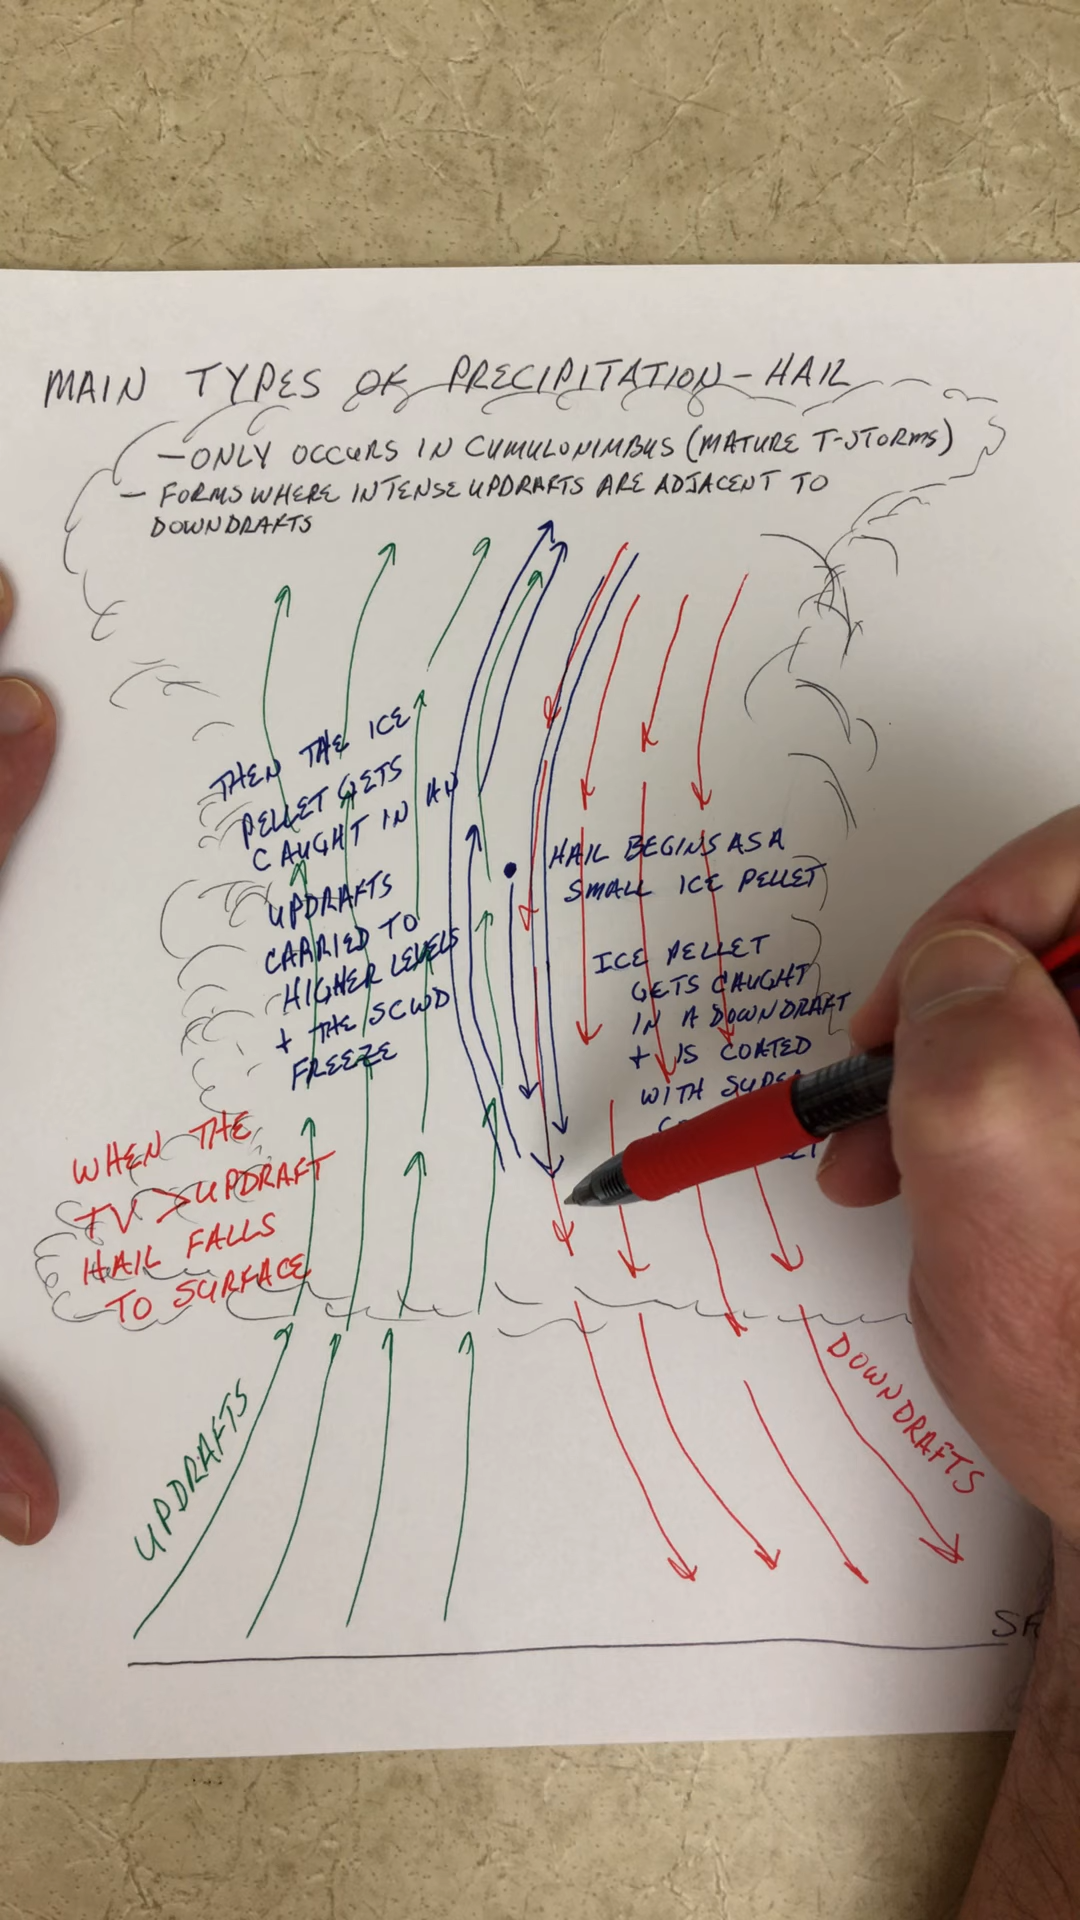 MAIN TYPES OF PRECIPITATION - HAIL
- ONLY OCCURS IN CUMULONIMBUS (MATURE T-STORMS)
- FORMS WHERE INTENSE UPDRAFTS ARE ADJACENT TO
DOWNDRAFTS
THEN THE ICE
PELLET GETS
CAUGHT IN AN
UPDRAFTS
CARRIED TO
HIGHER LEVELS
+ THE SCWD
FREEZE
HAIL BEGINS AS A
SMALL ICE PELLET
ICE PELLET
GETS CAUGHT
IN A DOWNDRAFT
+ IS COATED
WITH
WHEN THE
TV > UPDRAFT
HAIL FALLS
TO SURFACE
UPDRAFTS
DOWNDRAFTS